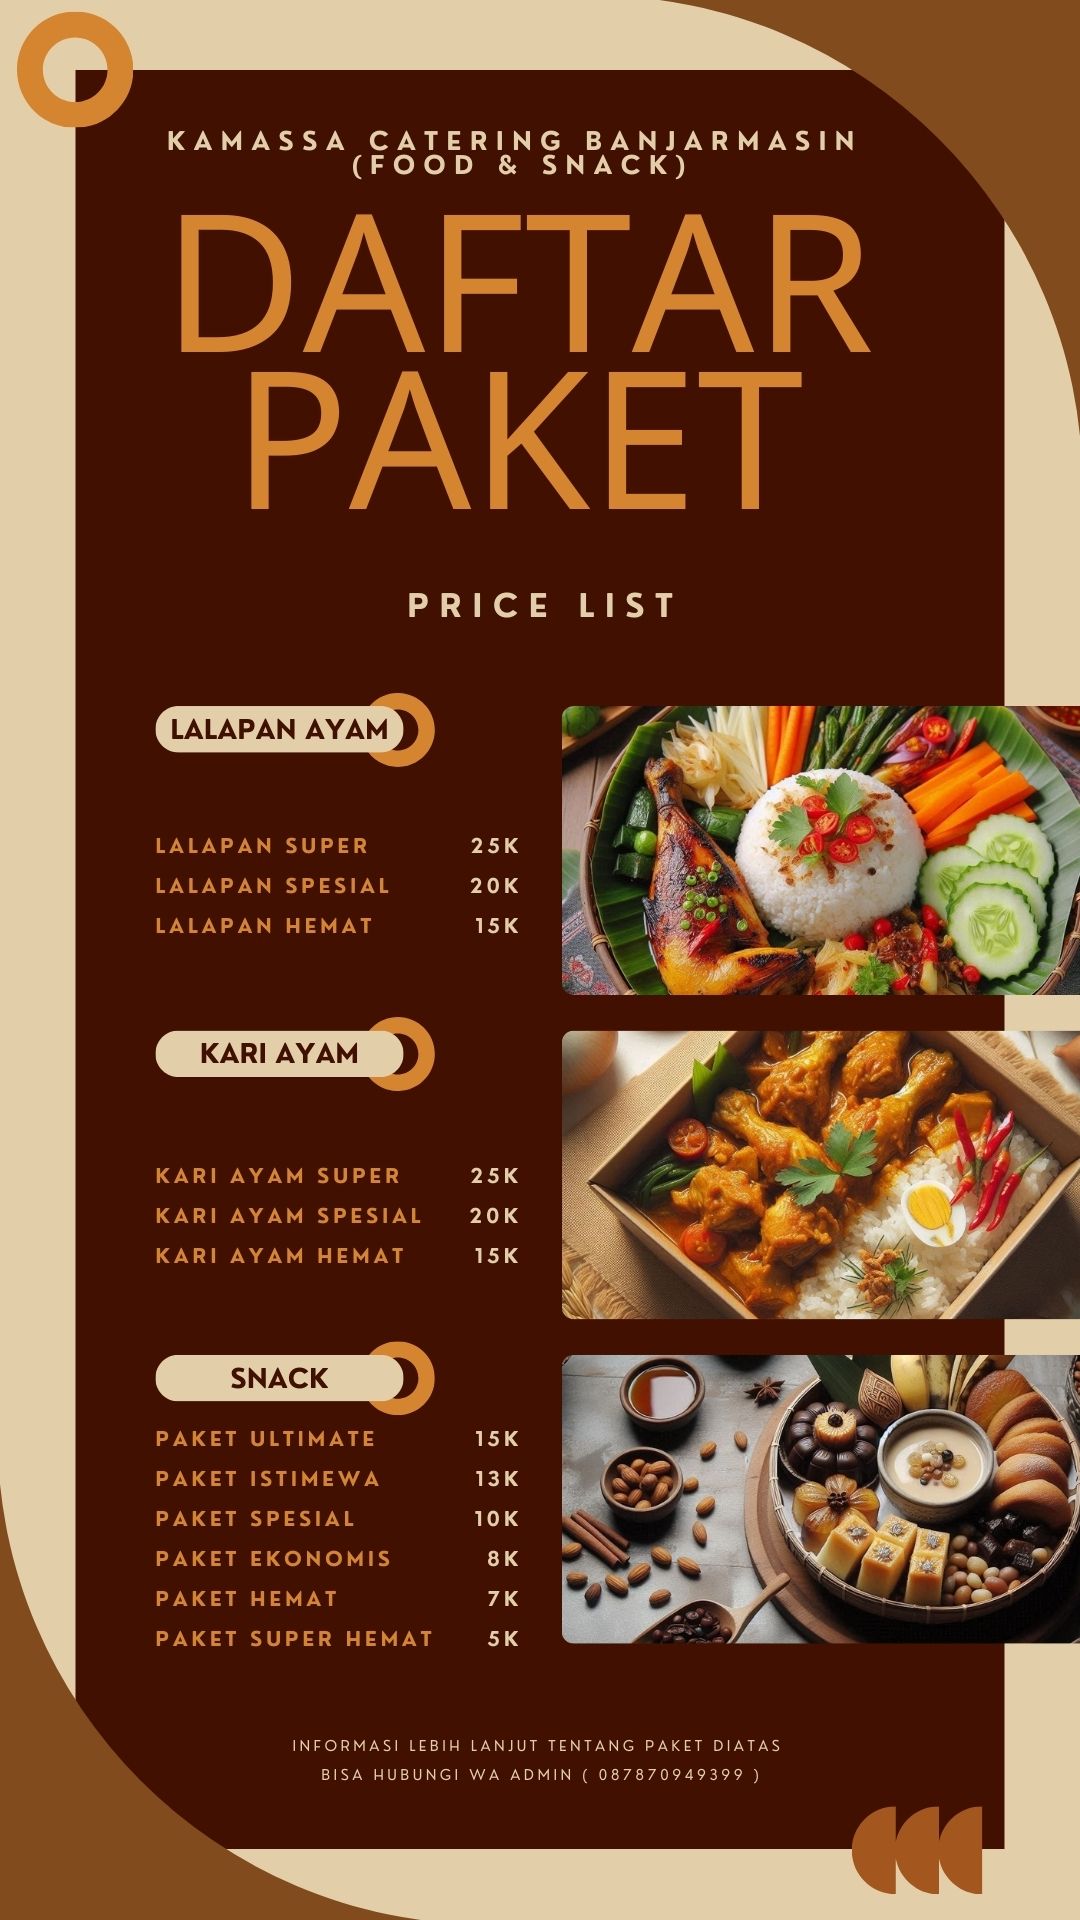 KAMASSA CATERING BANJARMASIN
(FOOD & SNACK)
DAFTAR
PAKET
PRICE LIST
LALAPAN AYAM
LALAPAN SUPER 25K
LALAPAN SPESIAL 20K
LALAPAN HEMAT 15K
KARI AYAM
KARI AYAM SUPER 25K
KARI AYAM SPESIAL 20K
KARI AYAM HEMAT 15K
SNACK
PAKET ULTIMATE 15K
PAKET ISTIMEWA 13K
PAKET SPESIAL 10K
PAKET EKONOMIS 8K
PAKET HEMAT 7K
PAKET SUPER HEMAT 5K
INFORMASI LEBIH LANJUT TENTANG PAKET DIATAS
BISA HUBUNGI WA ADMIN ( 087870949399 )